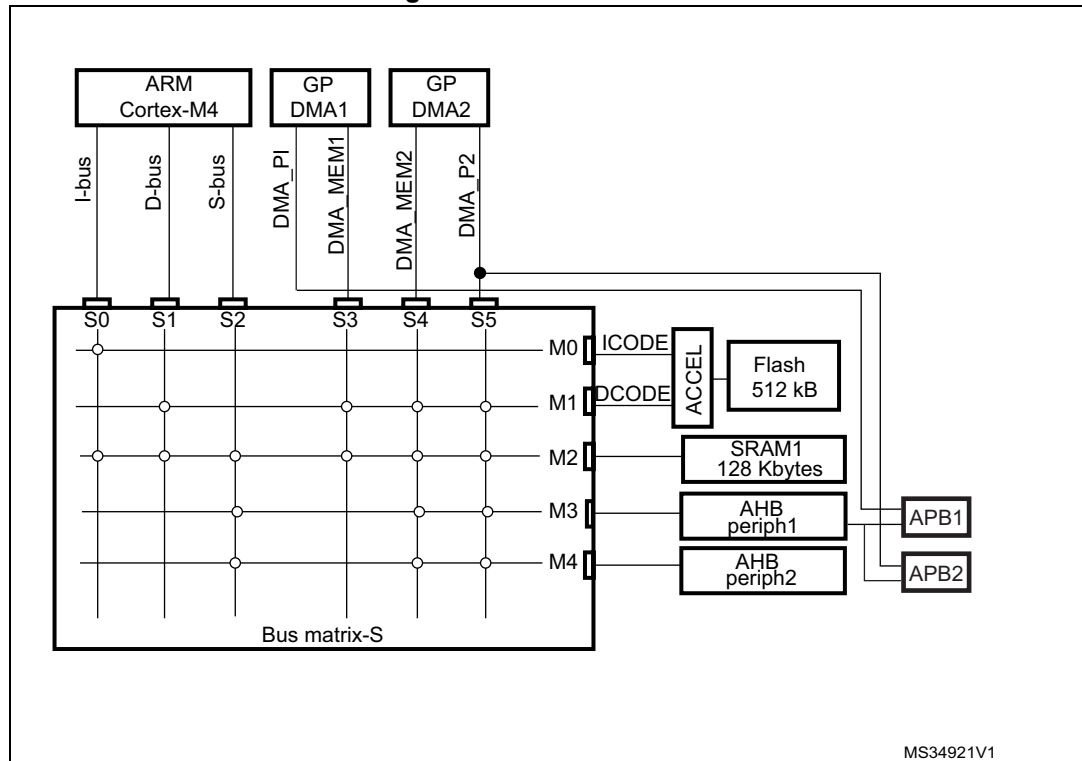 ARM
Cortex-M4
GP
DMA1
GP
DMA2
I-bus
D-bus
S-bus
DMA_PI
DMA_MEM1
DMA_MEM2
DMA_P2
S0
S1
S2
S3
S4
S5
M0
ICODE
M1
DCODE
ACCEL
Flash
512 kB
M2
SRAM1
128 Kbytes
M3
AHB
periph1
APB1
M4
AHB
periph2
APB2
Bus matrix-S
MS34921V1